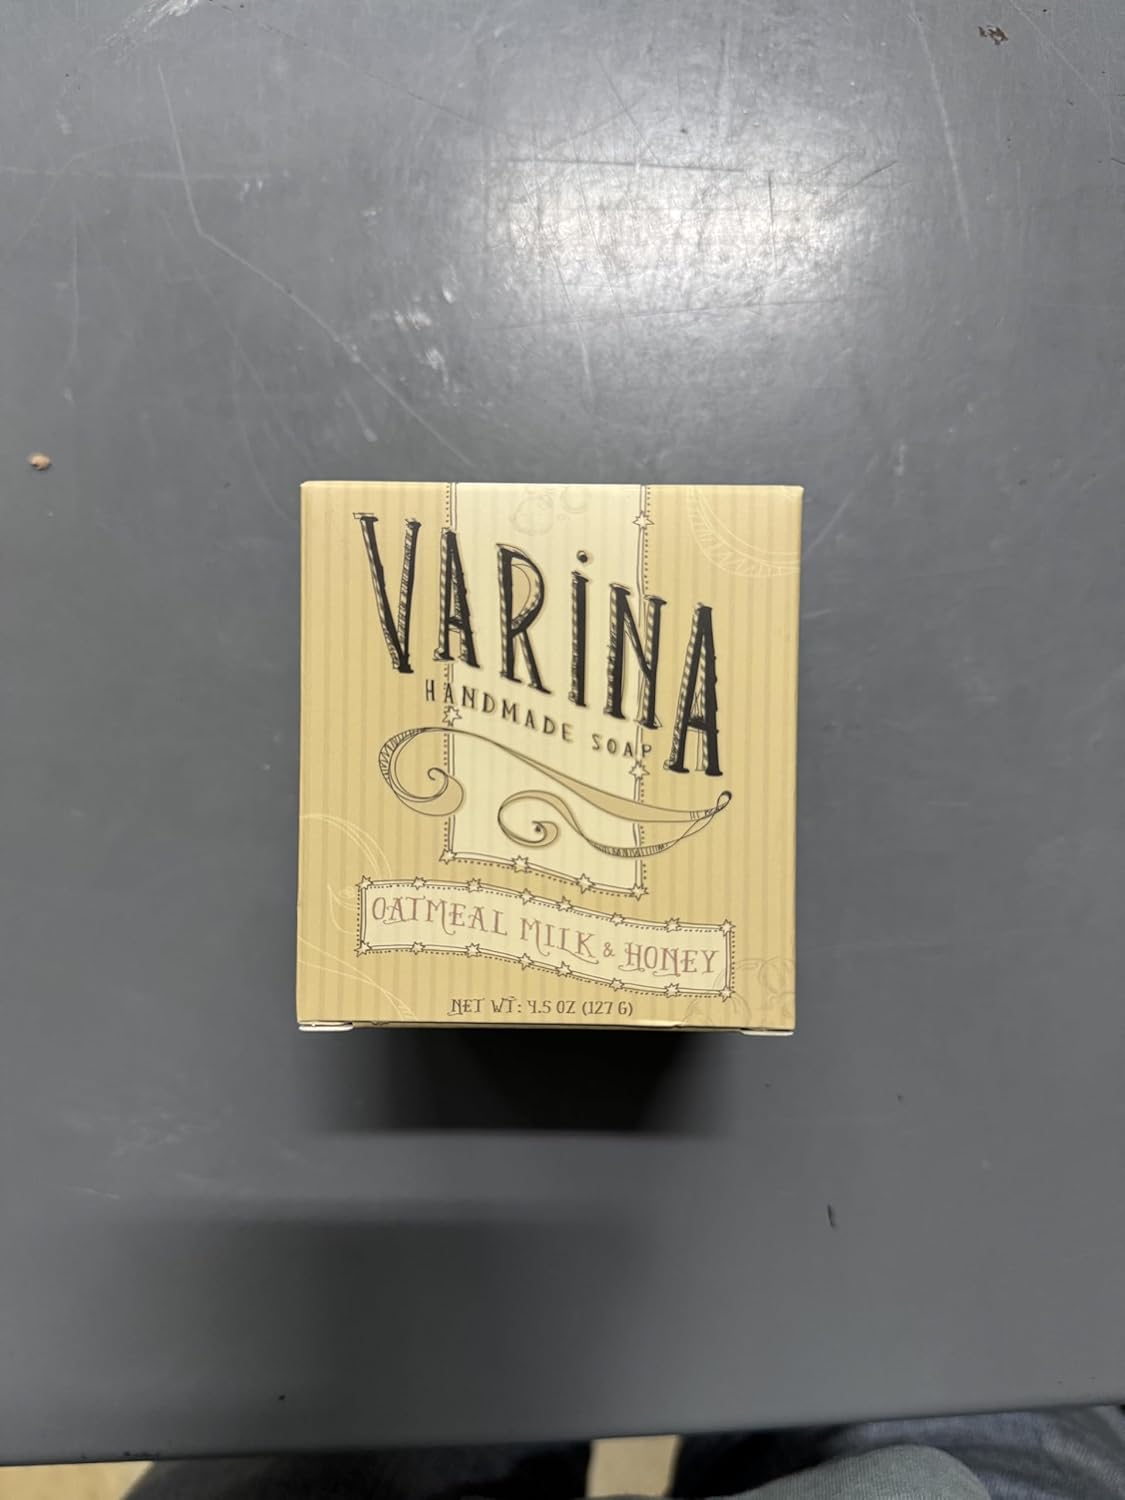 VARiNA
HANDMADE SOAP
OATMEAL MILK & HONEY
NET WT: 4.5 OZ (127 G)